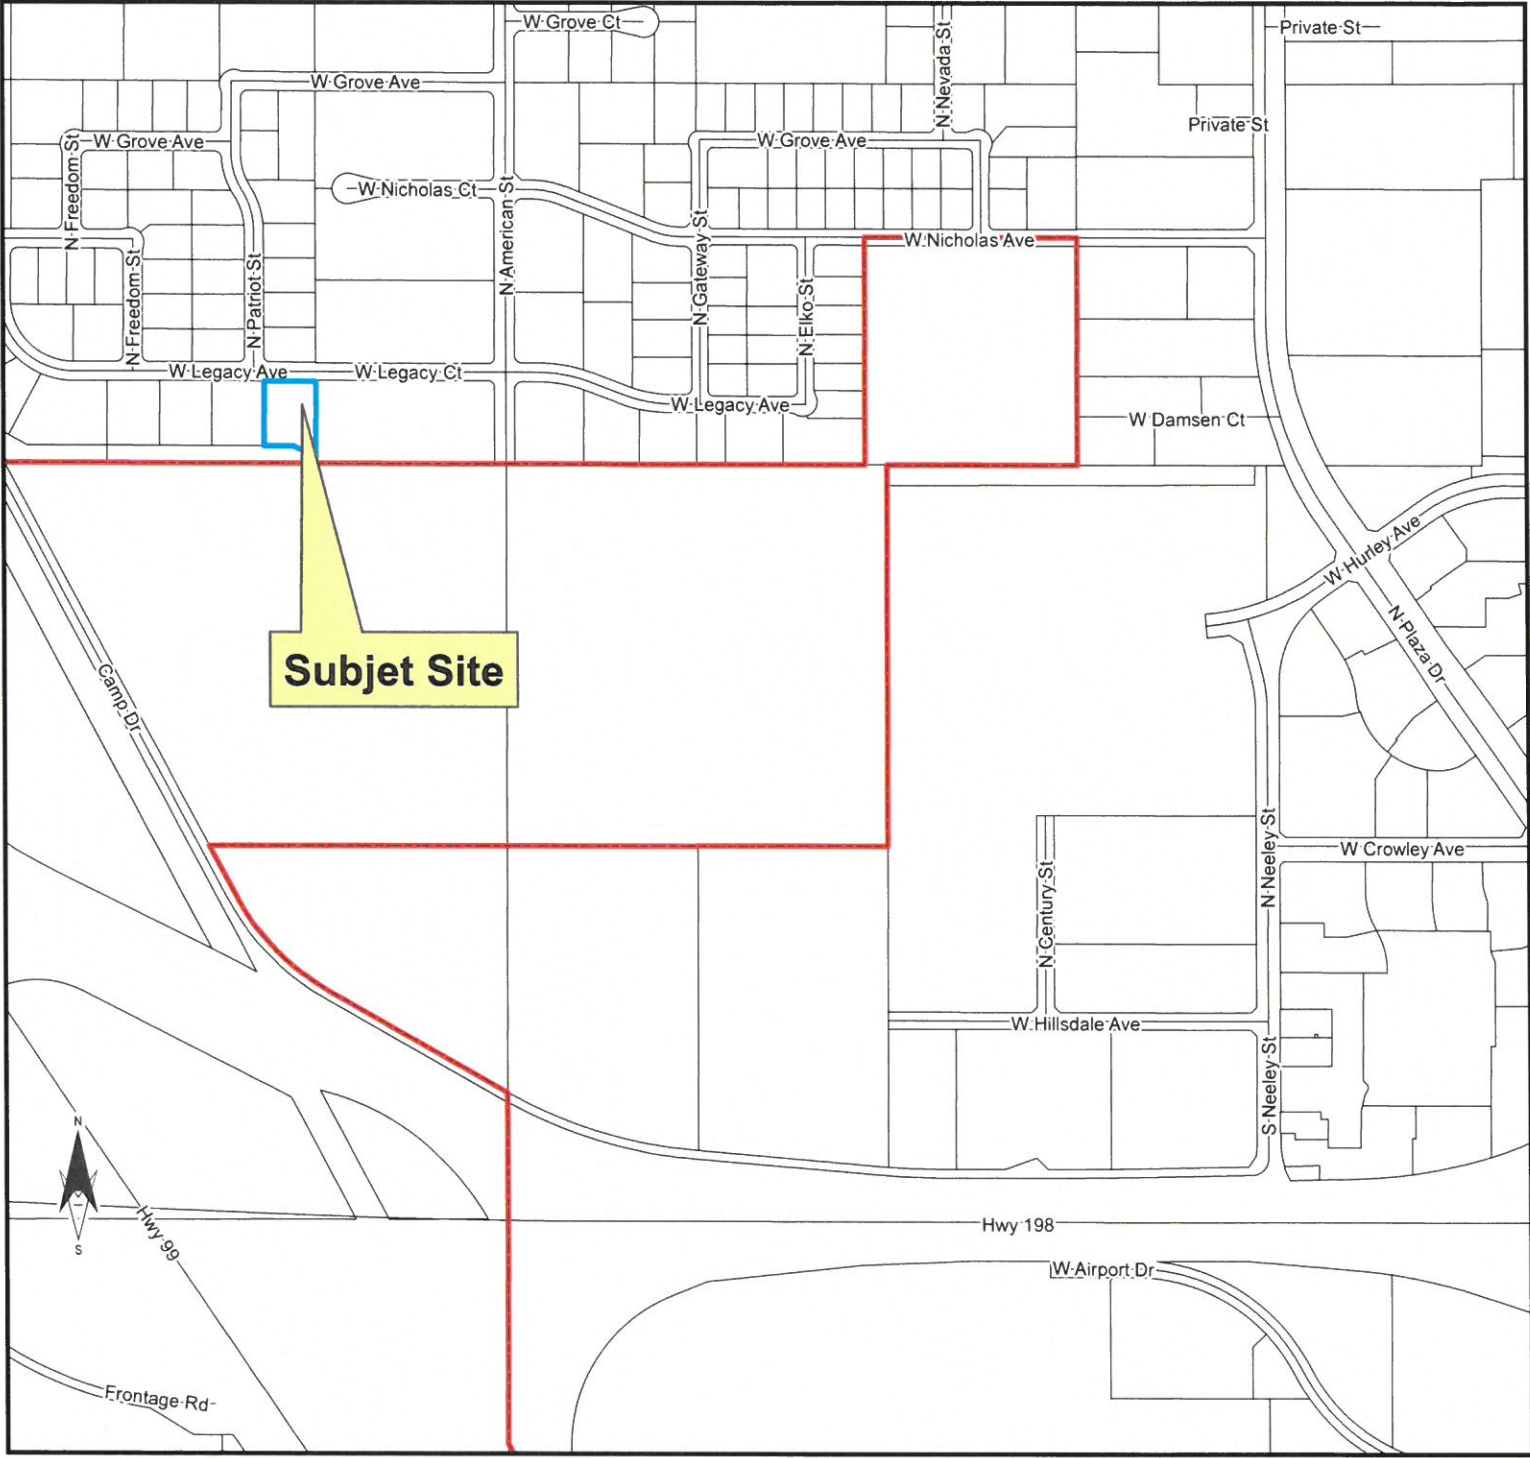 W Grove Ct
Private St
W Grove Ave
N Nevada St
Private St
N Freedom St
W Grove Ave
W Grove Ave
W Nicholas Ct
N American St
N Gateway St
W Nicholas Ave
N Freedom St
N Patriot St
N Elko St
W Legacy Ave
W Legacy Ct
W Legacy Ave
W Damsen Ct
W Hurley Ave
N Plaza Dr
Subjet Site
Camp Dr
N Neeley St
W Crowley Ave
N Century St
W Hillsdale Ave
S Neeley St
N
S
Hwy 99
Hwy 198
W Airport Dr
Frontage Rd